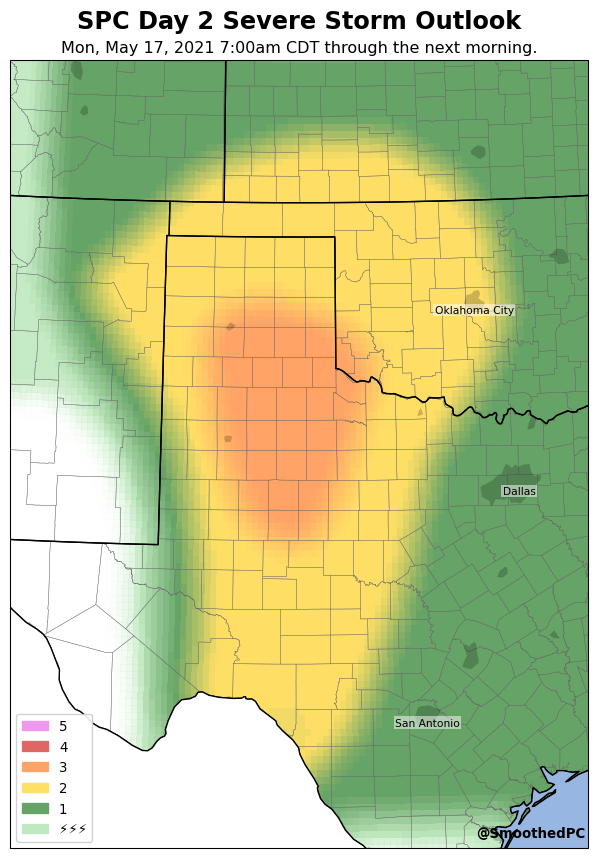 SPC Day 2 Severe Storm Outlook
Mon, May 17, 2021 7:00am CDT through the next morning.
Oklahoma City
Dallas
San Antonio
5
4
3
2
1
⚡⚡⚡
@SmoothedPC